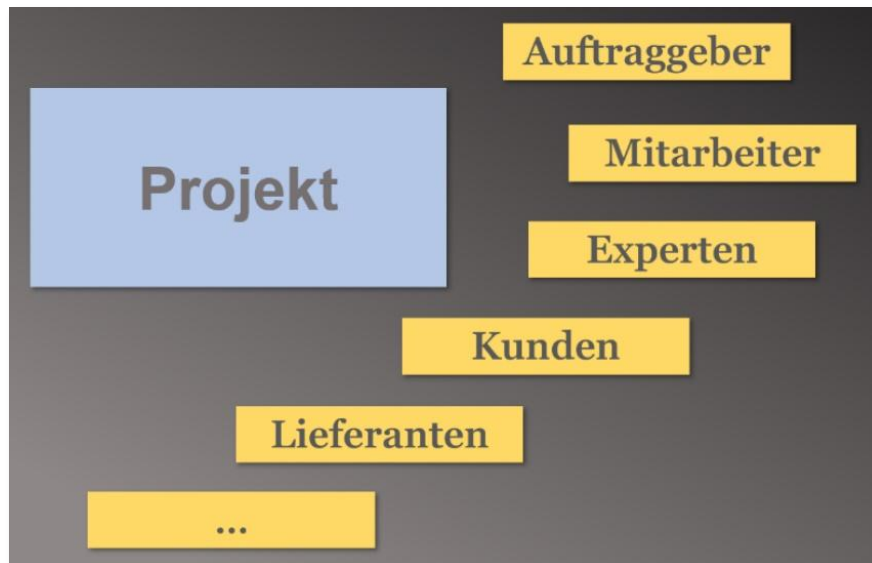 Auftraggeber
Projekt
Mitarbeiter
Experten
Kunden
Lieferanten
...